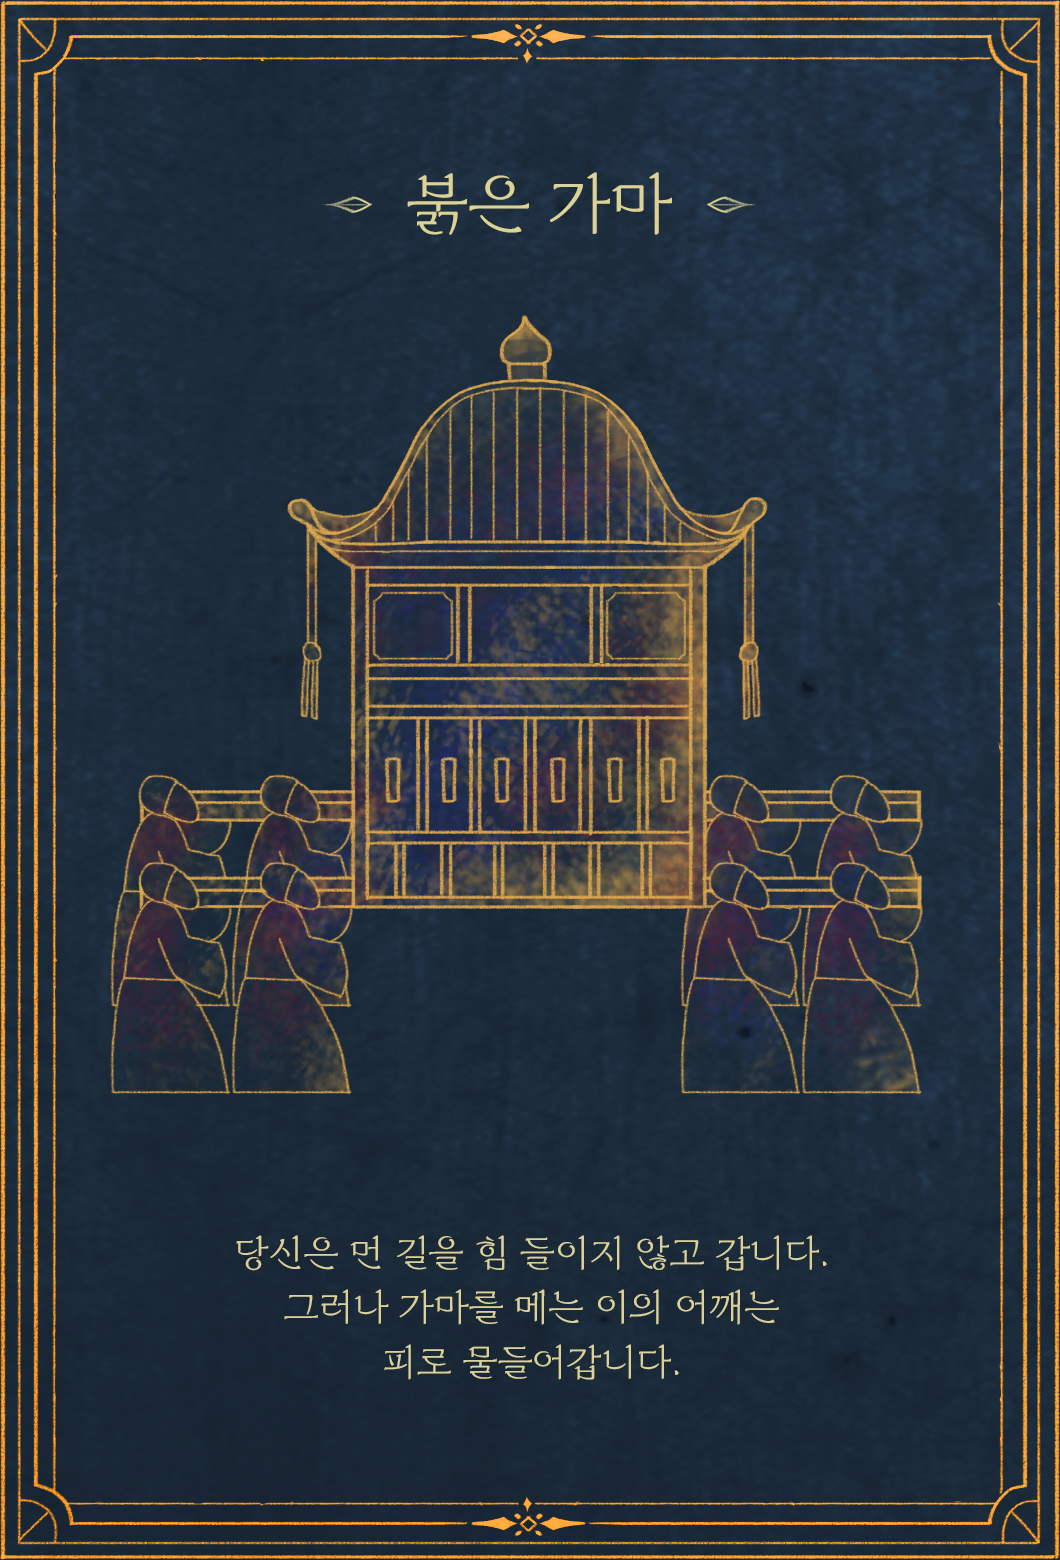 붉은 가마
당신은 먼 길을 힘 들이지 않고 갑니다.
그러나 가마를 메는 이의 어깨는
피로 물들어갑니다.